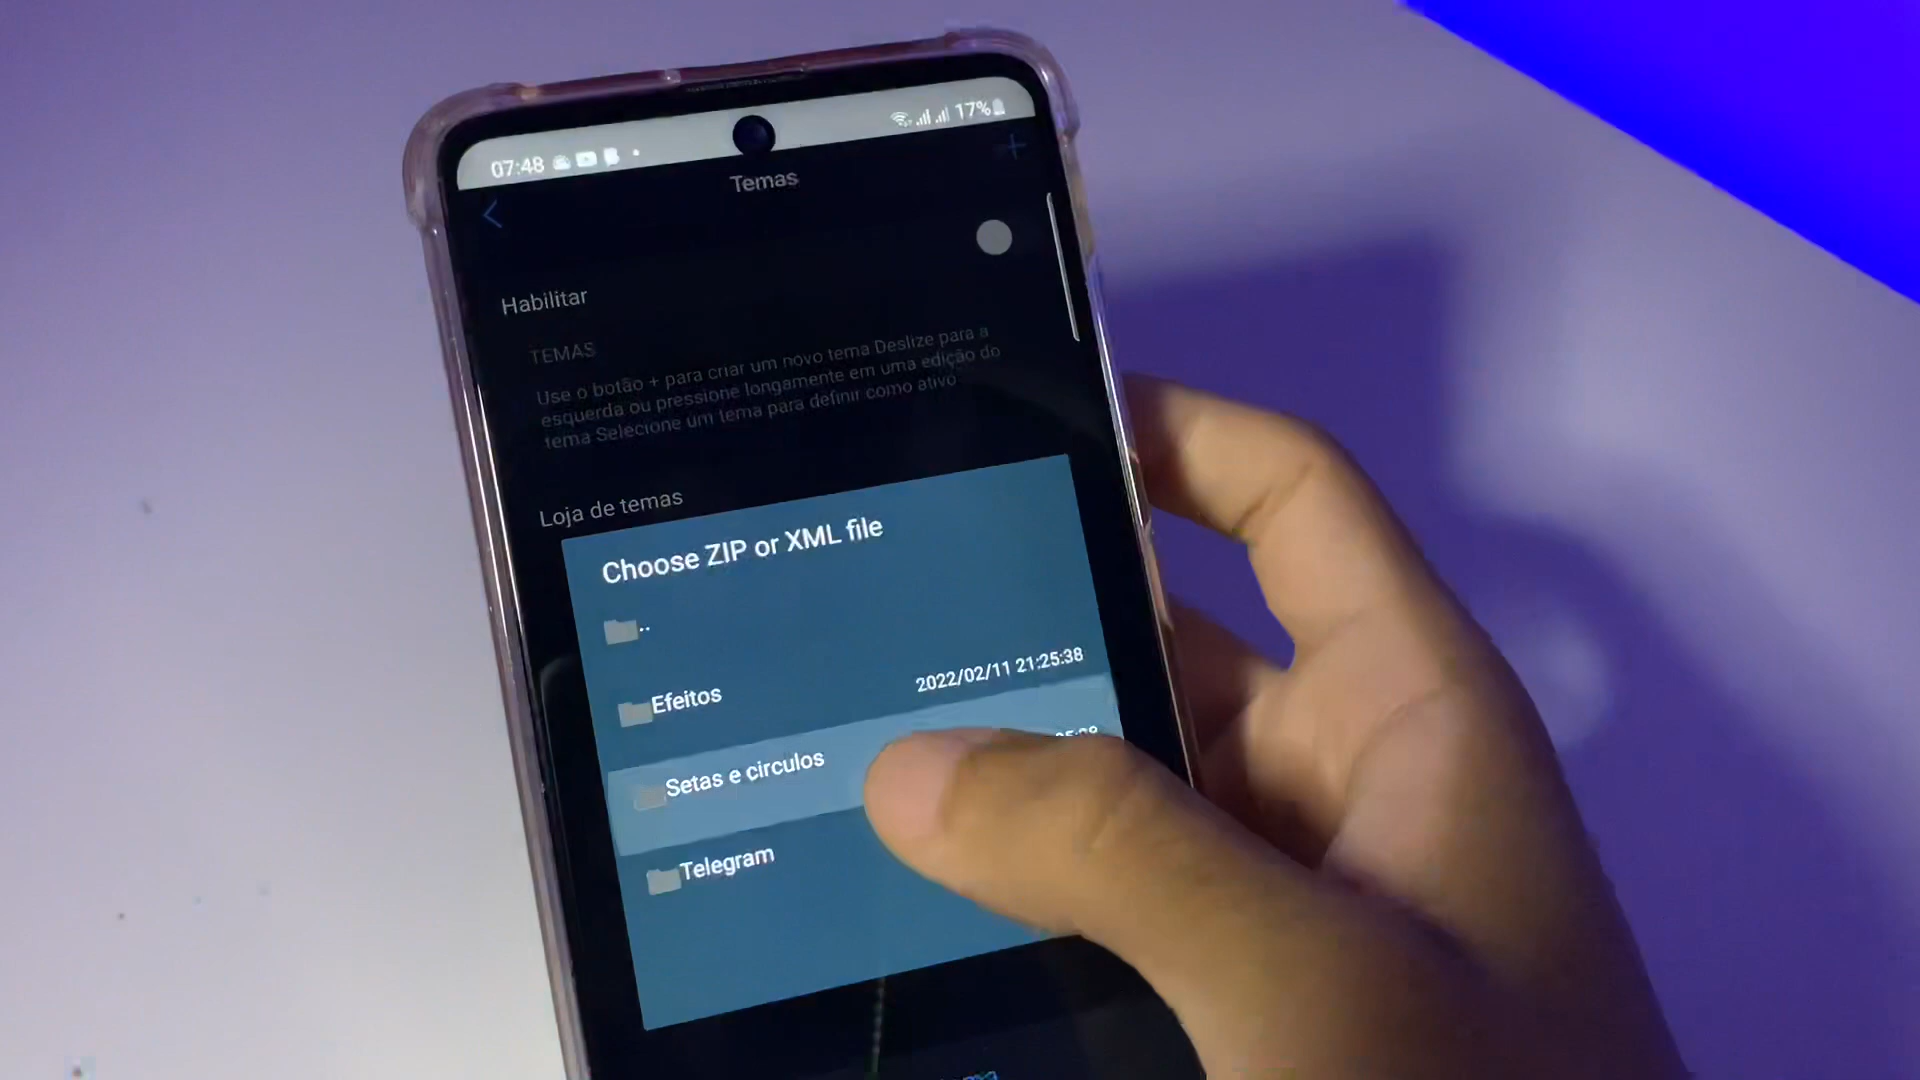 07:48
17%
Temas
Habilitar
TEMAS
Use o botão + para criar um novo tema Deslize para a
esquerda ou pressione longamente em uma edição do
tema Selecione um tema para definir como ativo.
Loja de temas
Choose ZIP or XML file
..
Efeitos
2022/02/11 21:25:38
Setas e circulos
Telegram